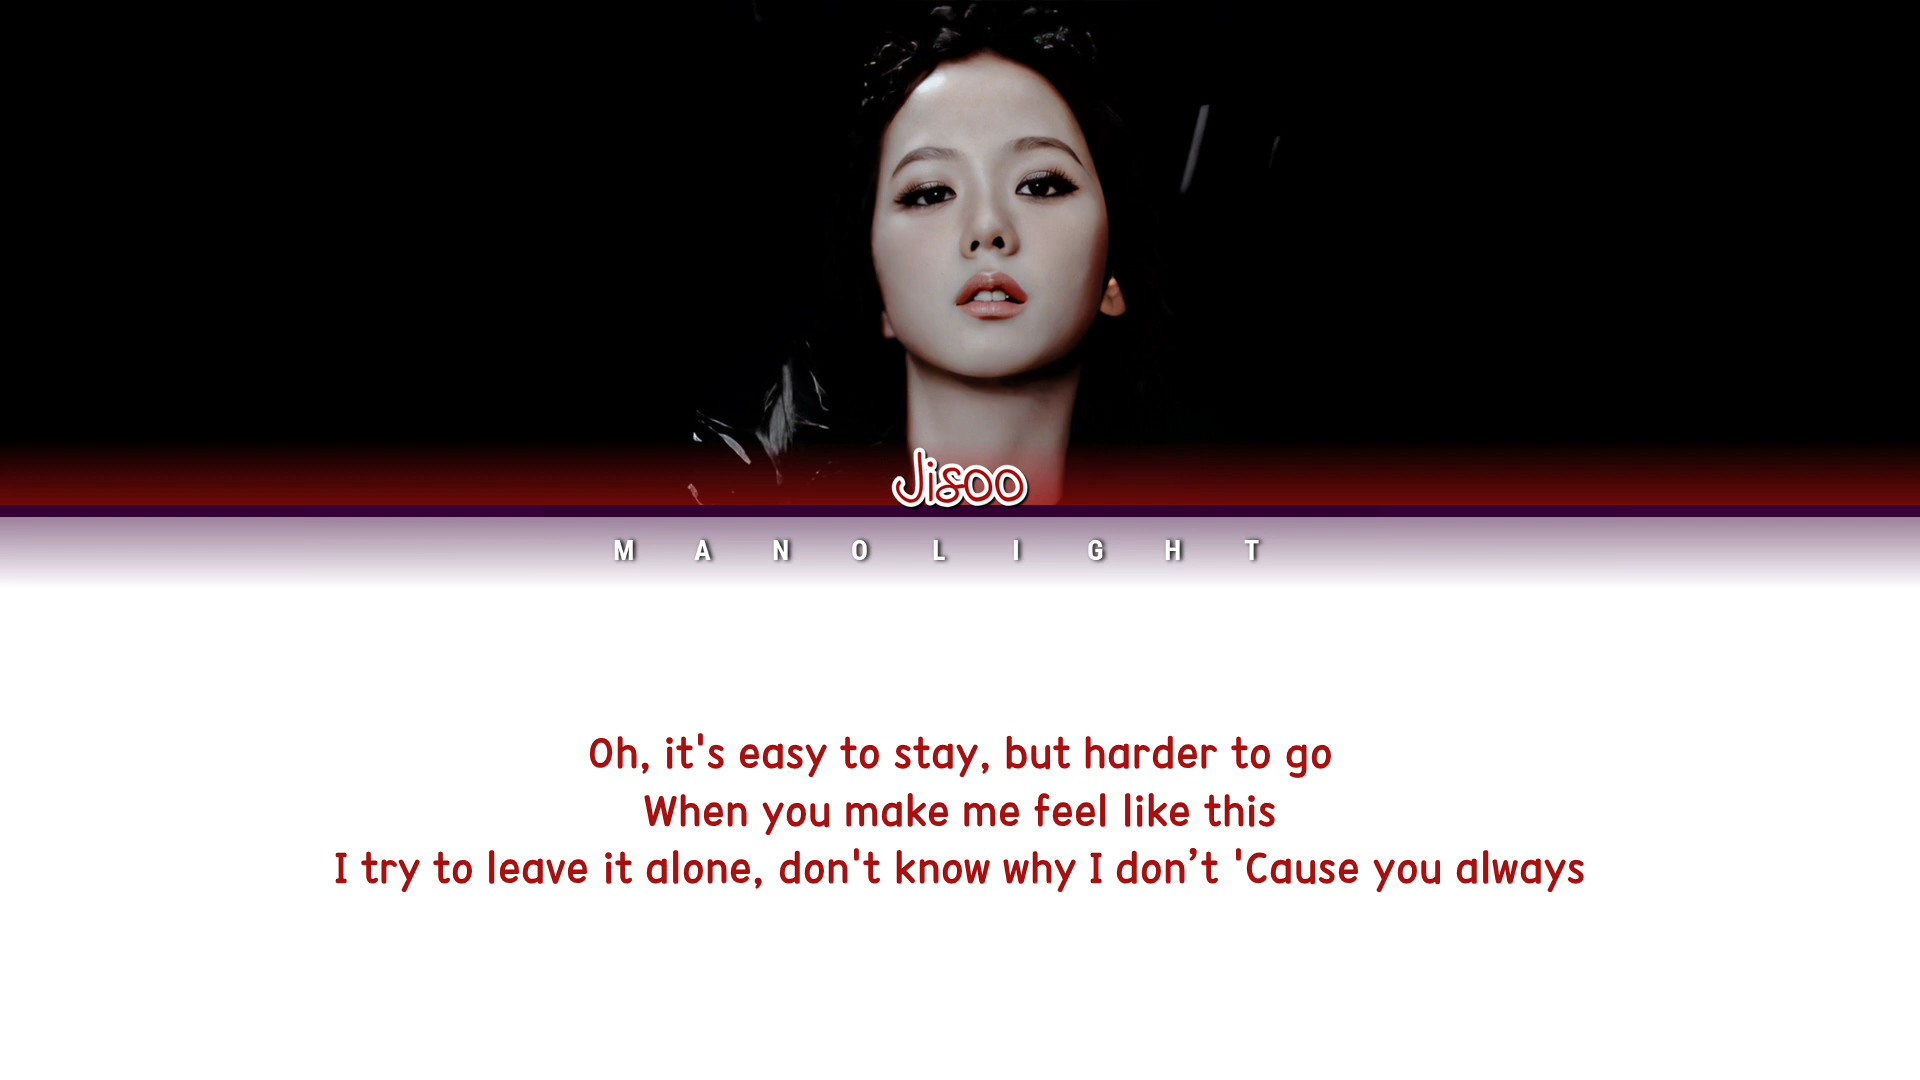 Jisoo
MANOLIGHT
Oh, it's easy to stay, but harder to go
When you make me feel like this
I try to leave it alone, don't know why I don’t 'Cause you always